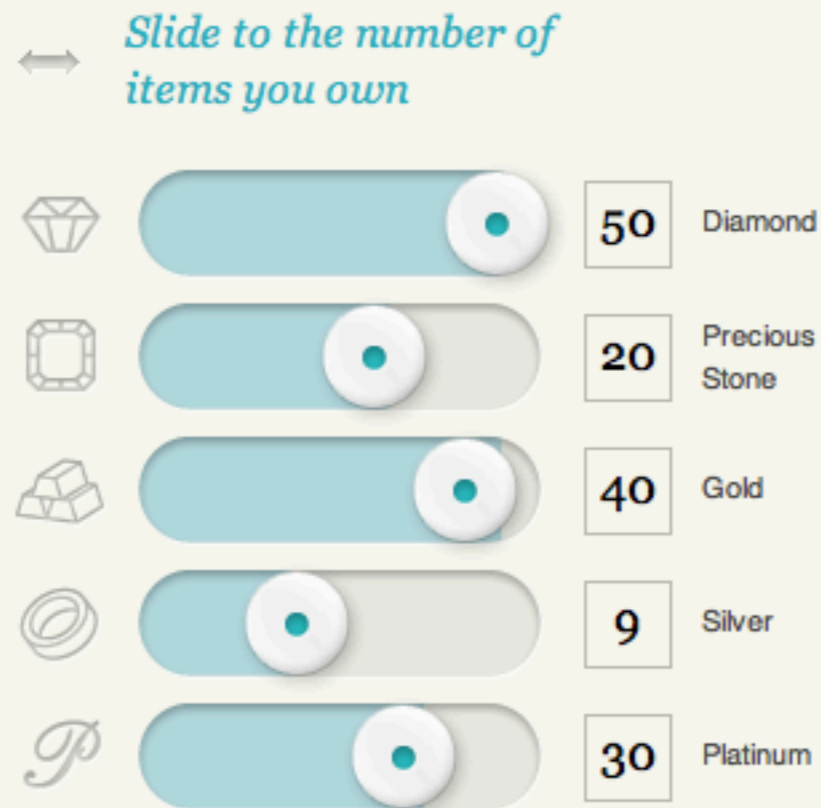 Slide to the number of
items you own
50 Diamond
20 Precious
Stone
40 Gold
9 Silver
30 Platinum